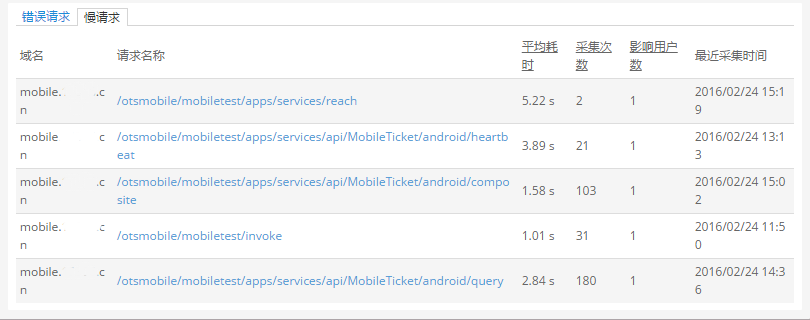 错误请求 慢请求
域名 请求名称 平均耗时 采集次数 影响用户数 最近采集时间
mobile. .cn /otsmobile/mobiletest/apps/services/reach 5.22 s 2 1 2016/02/24 15:19
mobile cn /otsmobile/mobiletest/apps/services/api/MobileTicket/android/heartbeat 3.89 s 21 1 2016/02/24 13:13
mobile. .cn /otsmobile/mobiletest/apps/services/api/MobileTicket/android/composite 1.58 s 103 1 2016/02/24 15:02
mobile. .cn /otsmobile/mobiletest/invoke 1.01 s 31 1 2016/02/24 11:50
mobile. .cn /otsmobile/mobiletest/apps/services/api/MobileTicket/android/query 2.84 s 180 1 2016/02/24 14:36